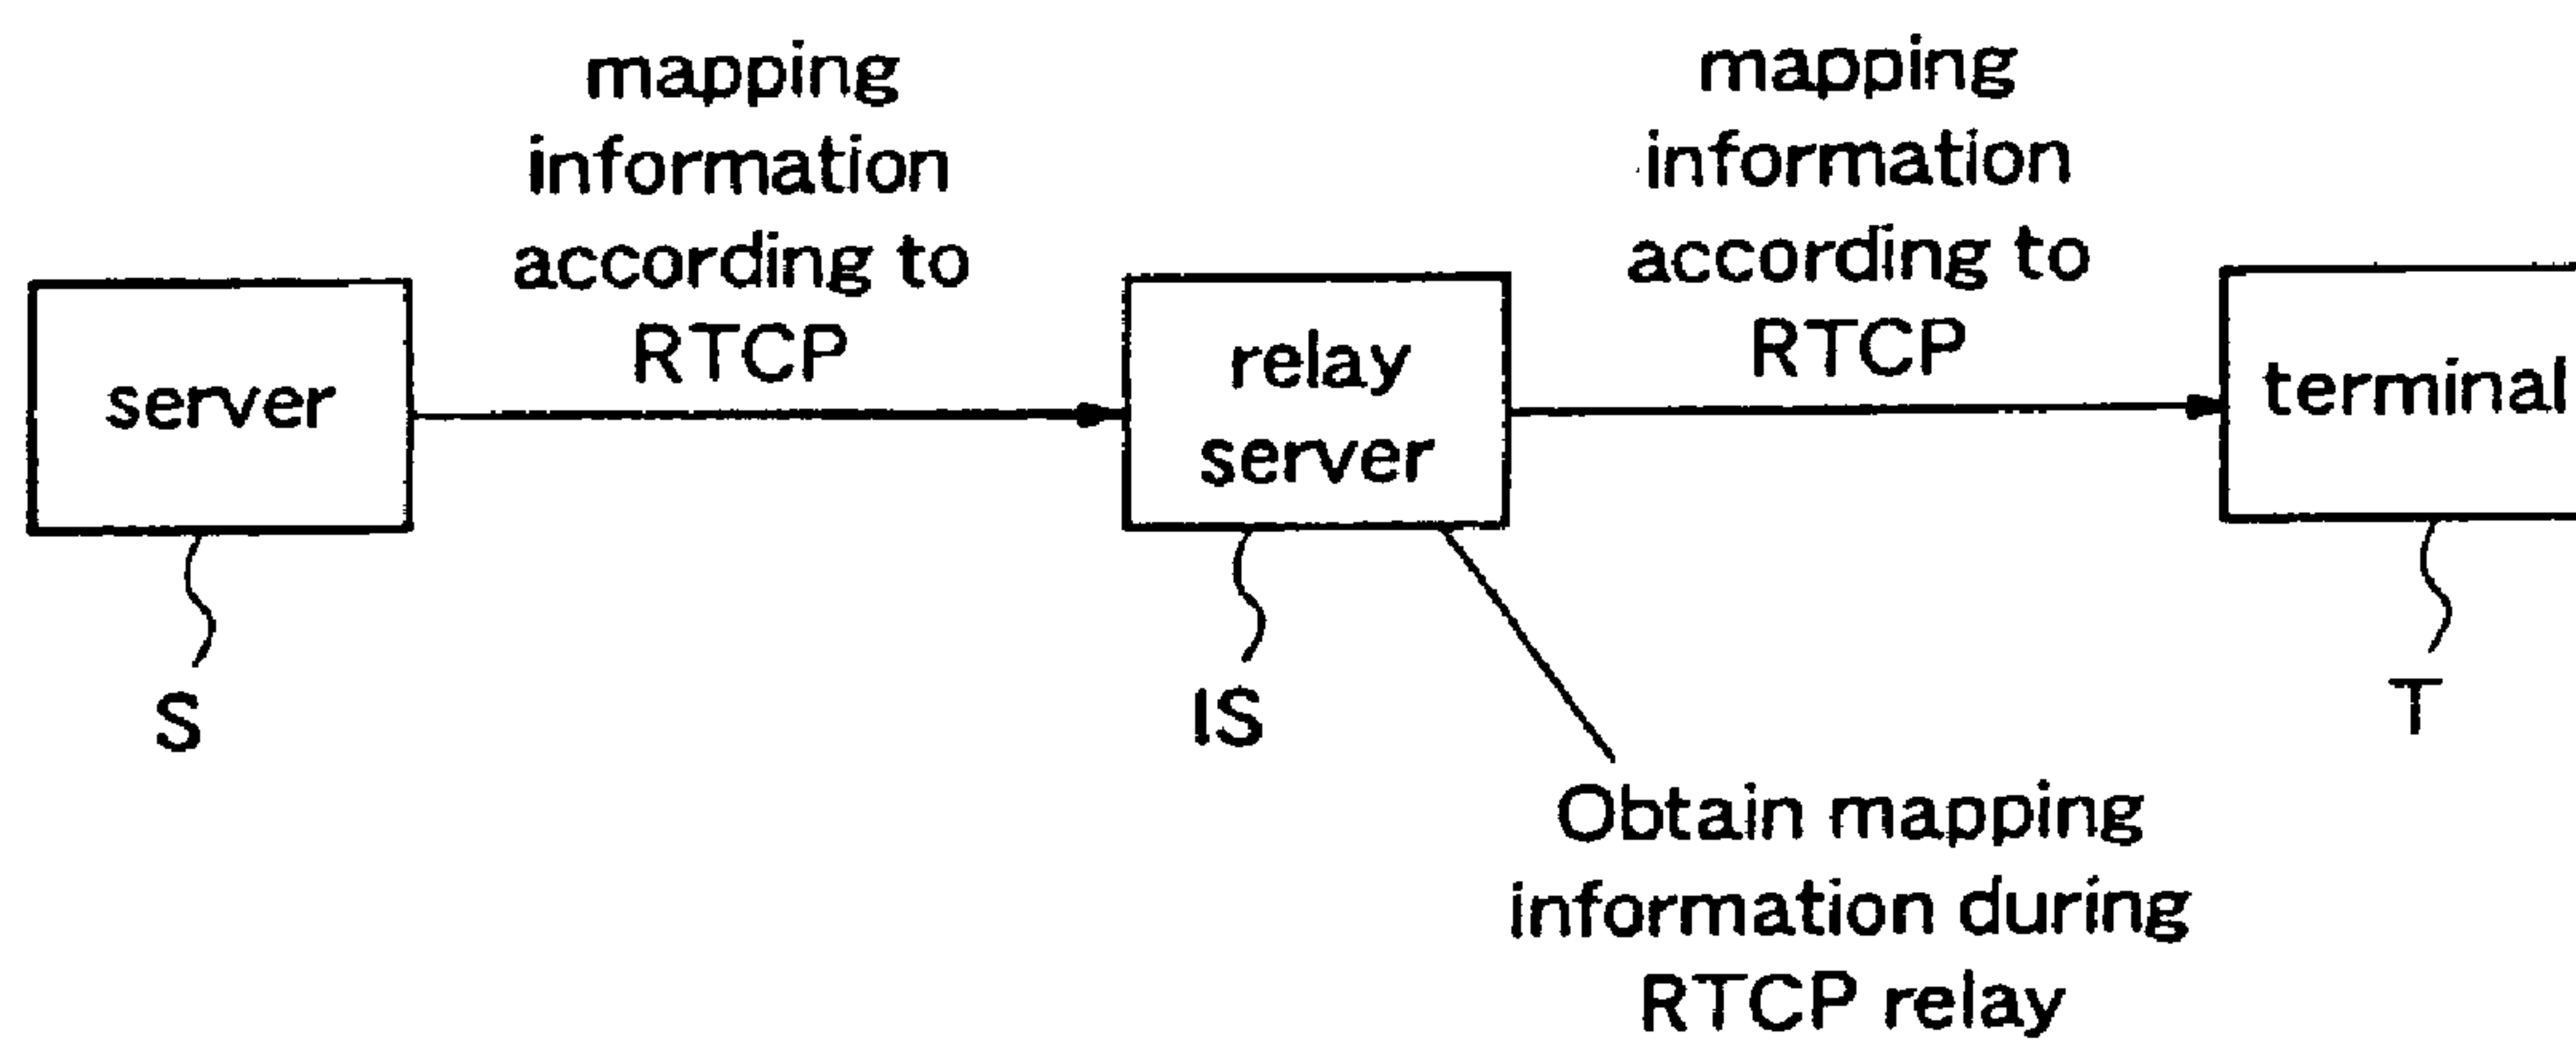 mapping
information
according to
RTCP
mapping
information
according to
RTCP
server
relay
server
terminal
S
IS
T
Obtain mapping
information during
RTCP relay